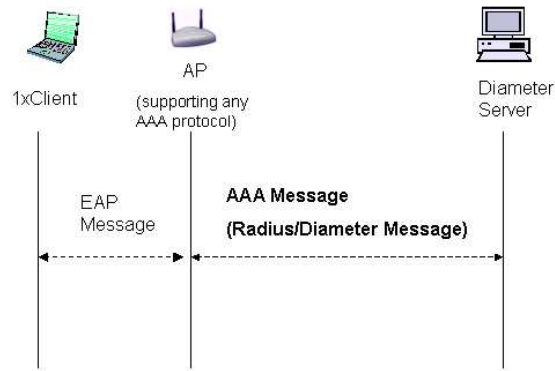 AP
Diameter
Server
1xClient
(supporting any
AAA protocol)
EAP
Message
AAA Message
(Radius/Diameter Message)